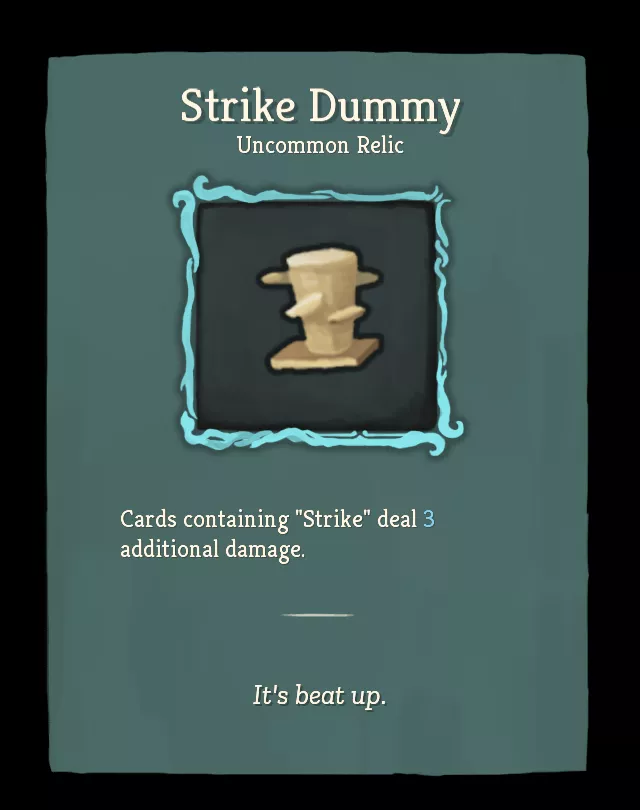 Strike Dummy
Uncommon Relic
Cards containing "Strike" deal 3
additional damage.
It's beat up.